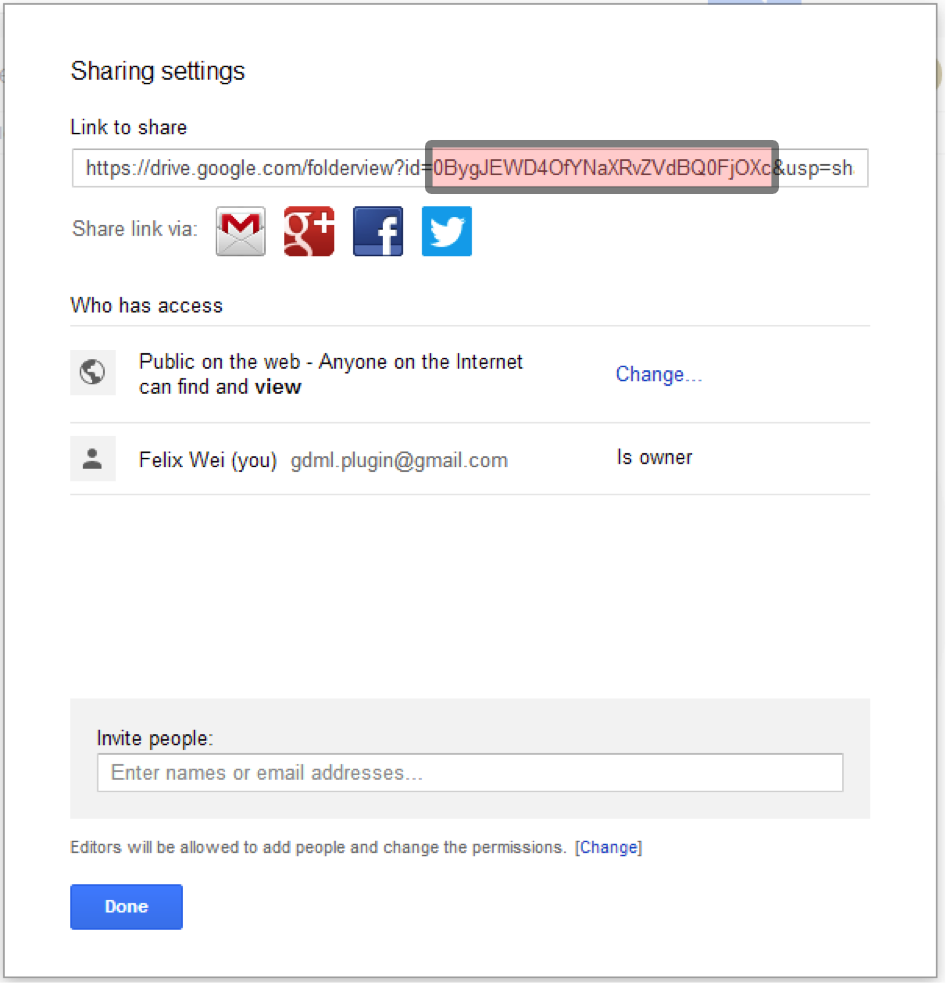 Sharing settings
Link to share
https://drive.google.com/folderview?id=0BygJEWD4OfYNaXRvZVdBQ0FjOXc&usp=sh
Share link via:
Who has access
Public on the web - Anyone on the Internet
can find and view
Change...
Felix Wei (you) gdml.plugin@gmail.com
Is owner
Invite people:
Enter names or email addresses...
Editors will be allowed to add people and change the permissions. [Change]
Done